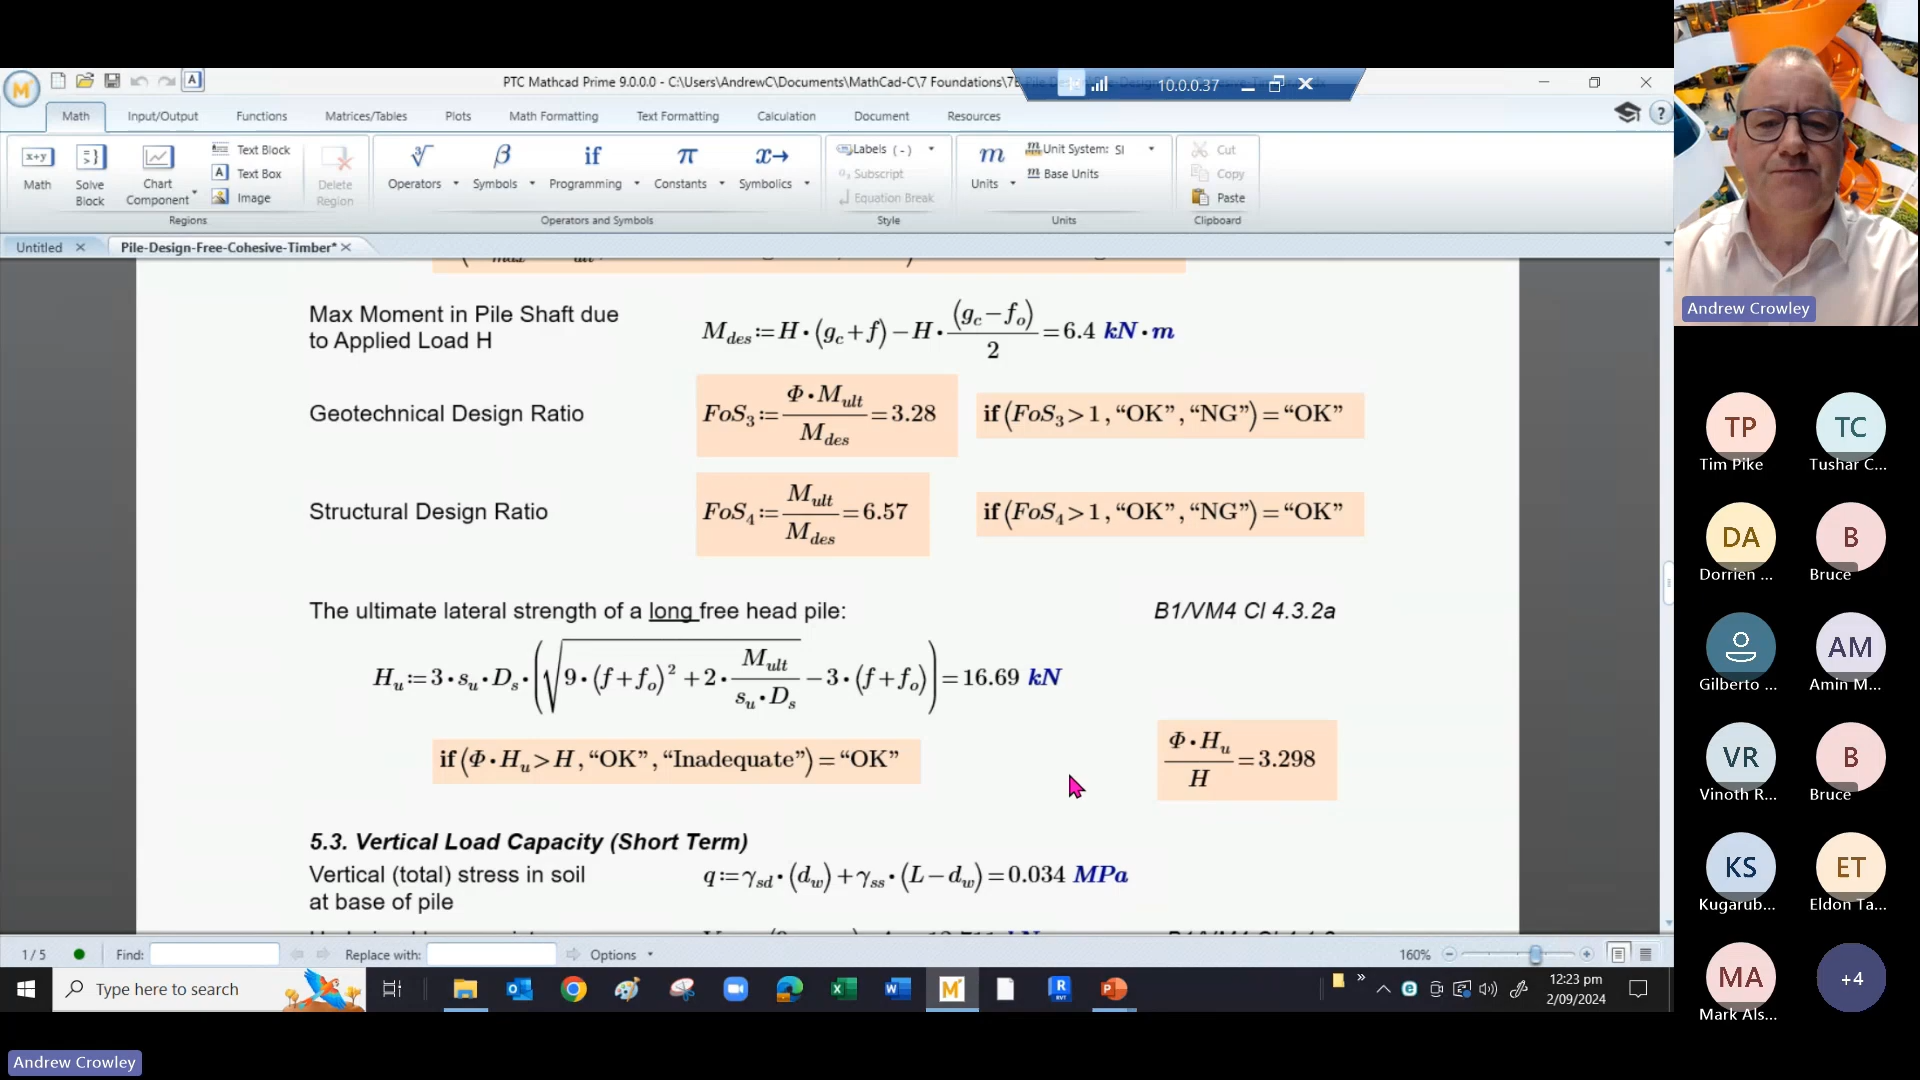 PTC Mathcad Prime 9.0.0.0 - C:\Users\AndrewC\Documents\MathCad-C\7 Foundations\7
10.0.0.37
Math Input/Output Functions Matrices/Tables Plots Math Formatting Text Formatting Calculation Document Resources
Math
Solve Block
Chart Component
Text Block
Text Box
Image
Delete Region
Regions
Operators
Symbols
if Programming
π Constants
Symbolics
Operators and Symbols
Labels ( - )
Subscript
Equation Break
Style
Units
Unit System: SI
Base Units
Units
Cut
Copy
Paste
Clipboard
Untitled Pile-Design-Free-Cohesive-Timber*
Max Moment in Pile Shaft due
to Applied Load H
M_des := H · (g_c + f) − H · (g_c − f_o) / 2 = 6.4 kN · m
Geotechnical Design Ratio
FoS_3 := Φ · M_ult / M_des = 3.28
if (FoS_3 > 1, “OK”, “NG”) = “OK”
Structural Design Ratio
FoS_4 := M_ult / M_des = 6.57
if (FoS_4 > 1, “OK”, “NG”) = “OK”
The ultimate lateral strength of a long free head pile:
B1/VM4 Cl 4.3.2a
H_u := 3 · s_u · D_s · (√(9 · (f + f_o)² + 2 · M_ult / (s_u · D_s)) − 3 · (f + f_o)) = 16.69 kN
if (Φ · H_u > H, “OK”, “Inadequate”) = “OK”
Φ · H_u / H = 3.298
5.3. Vertical Load Capacity (Short Term)
Vertical (total) stress in soil
at base of pile
q := γ_sd · (d_w) + γ_ss · (L − d_w) = 0.034 MPa
1 / 5 Find: Replace with: Options 160%
Type here to search
12:23 pm
2/09/2024
Andrew Crowley
Andrew Crowley
TP
Tim Pike
TC
Tushar C...
DA
Dorrien ...
B
Bruce
Gilberto ...
AM
Amin M...
VR
Vinoth R...
B
Bruce
KS
Kugarub...
ET
Eldon Ta...
MA
Mark Als...
+4